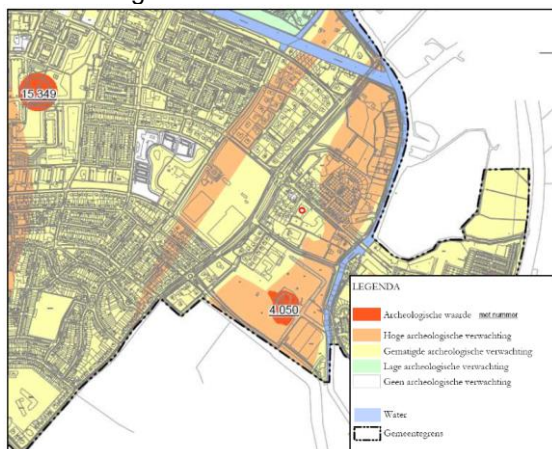 15.349
4.050
LEGENDA
Archeologische waarde met nummer
Hoge archeologische verwachting
Gematigde archeologische verwachting
Lage archeologische verwachting
Geen archeologische verwachting
Water
Gemeentegrens